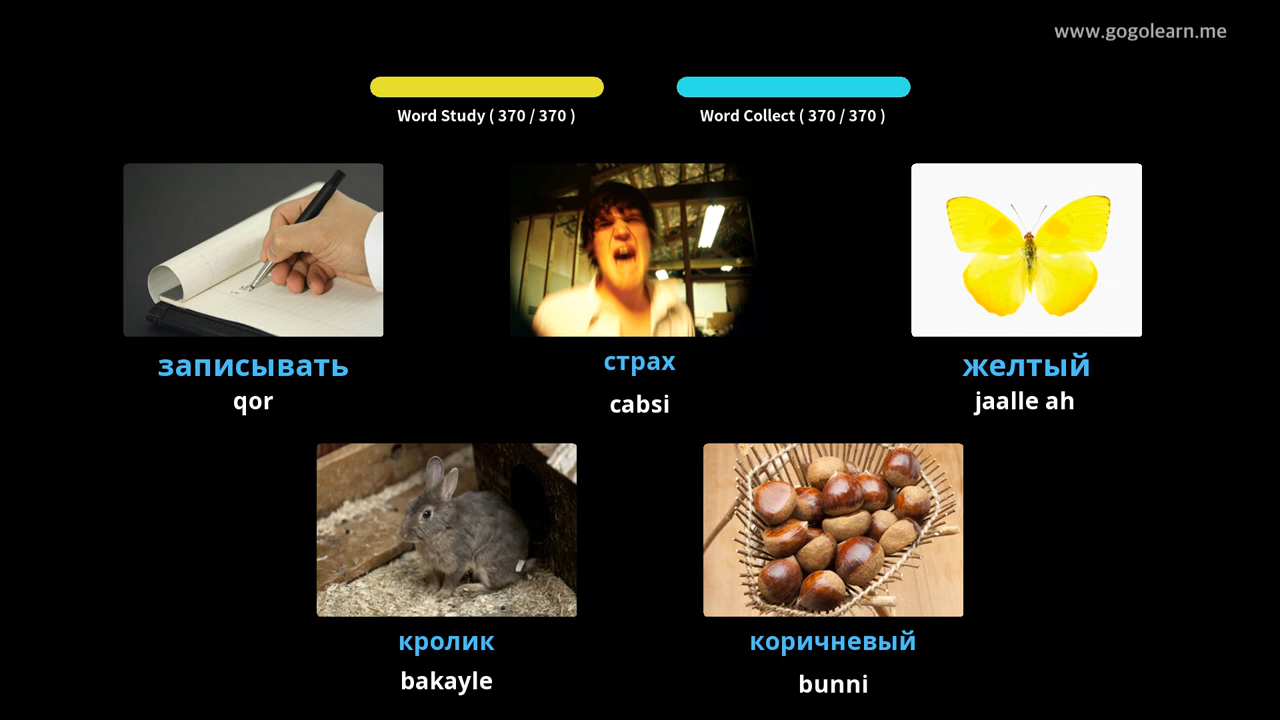 www.gogolearn.me
Word Study ( 370 / 370 )
Word Collect ( 370 / 370 )
записывать
qor
страх
cabsi
желтый
jaalle ah
кролик
bakayle
коричневый
bunni